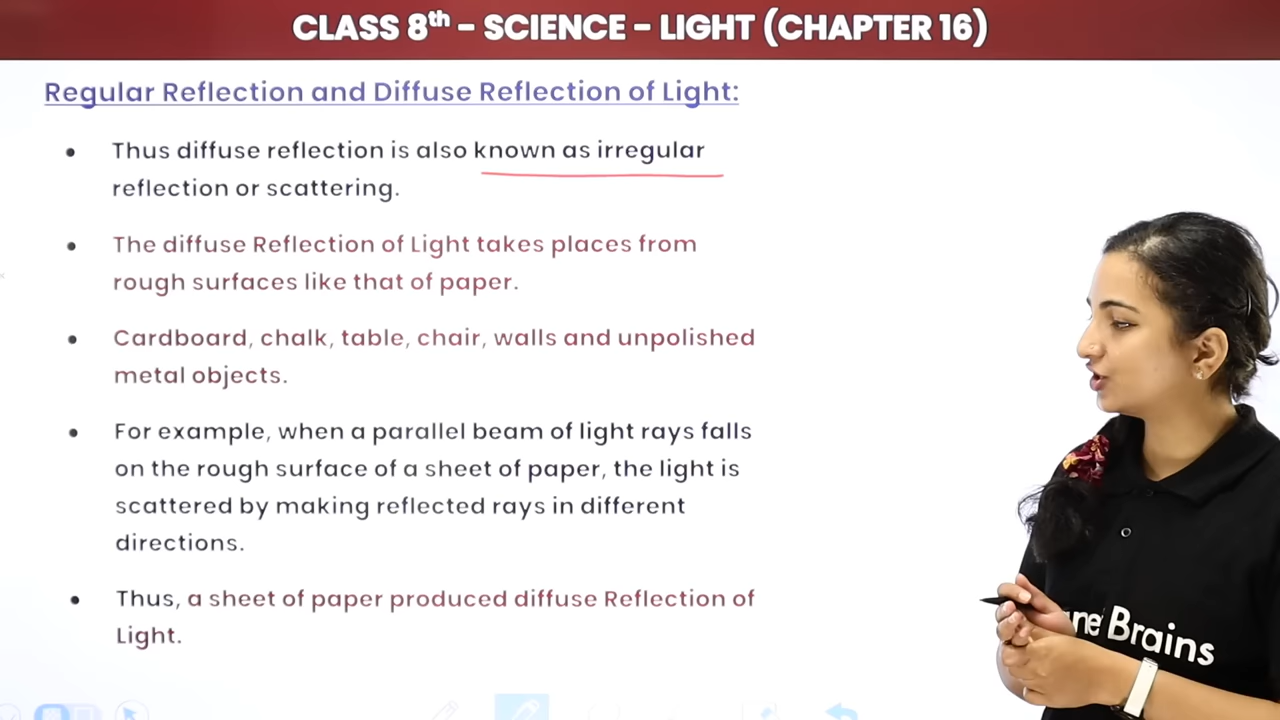 CLASS 8th - SCIENCE - LIGHT (CHAPTER 16)
Regular Reflection and Diffuse Reflection of Light:
• Thus diffuse reflection is also known as irregular
reflection or scattering.
• The diffuse Reflection of Light takes places from
rough surfaces like that of paper.
• Cardboard, chalk, table, chair, walls and unpolished
metal objects.
• For example, when a parallel beam of light rays falls
on the rough surface of a sheet of paper, the light is
scattered by making reflected rays in different
directions.
• Thus, a sheet of paper produced diffuse Reflection of
Light.
Brains